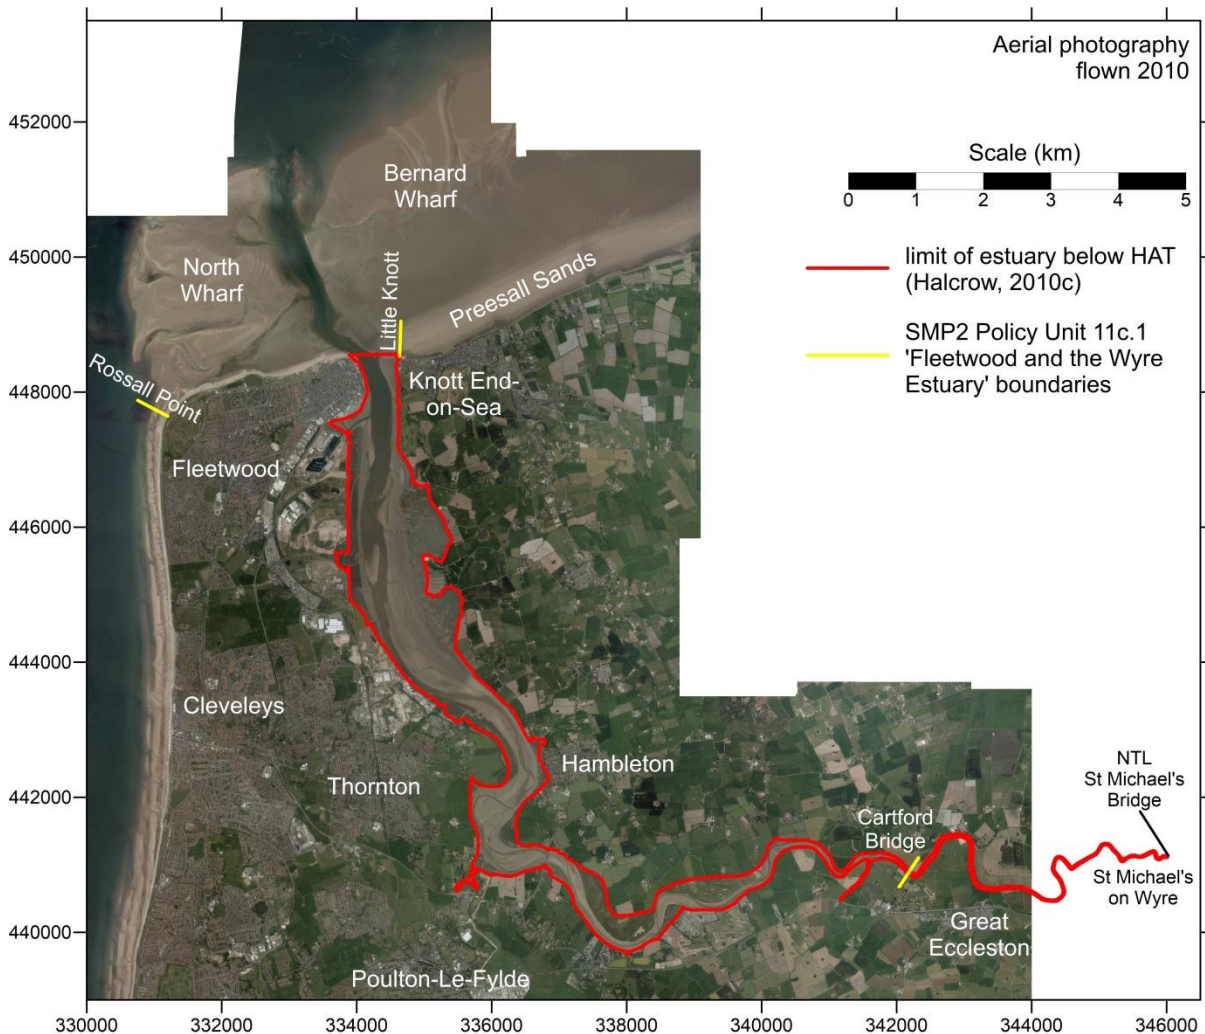 Aerial photography
flown 2010
Scale (km)
0 1 2 3 4 5
limit of estuary below HAT
(Halcrow, 2010c)
SMP2 Policy Unit 11c.1
'Fleetwood and the Wyre
Estuary' boundaries
452000
450000
448000
446000
444000
442000
440000
Bernard
Wharf
North
Wharf
Little Knott
Preesall Sands
Rossall Point
Knott End-
on-Sea
Fleetwood
Cleveleys
Thornton
Hambleton
Cartford
Bridge
NTL
St Michael's
Bridge
St Michael's
on Wyre
Great
Eccleston
Poulton-Le-Fylde
330000 332000 334000 336000 338000 340000 342000 344000 346000